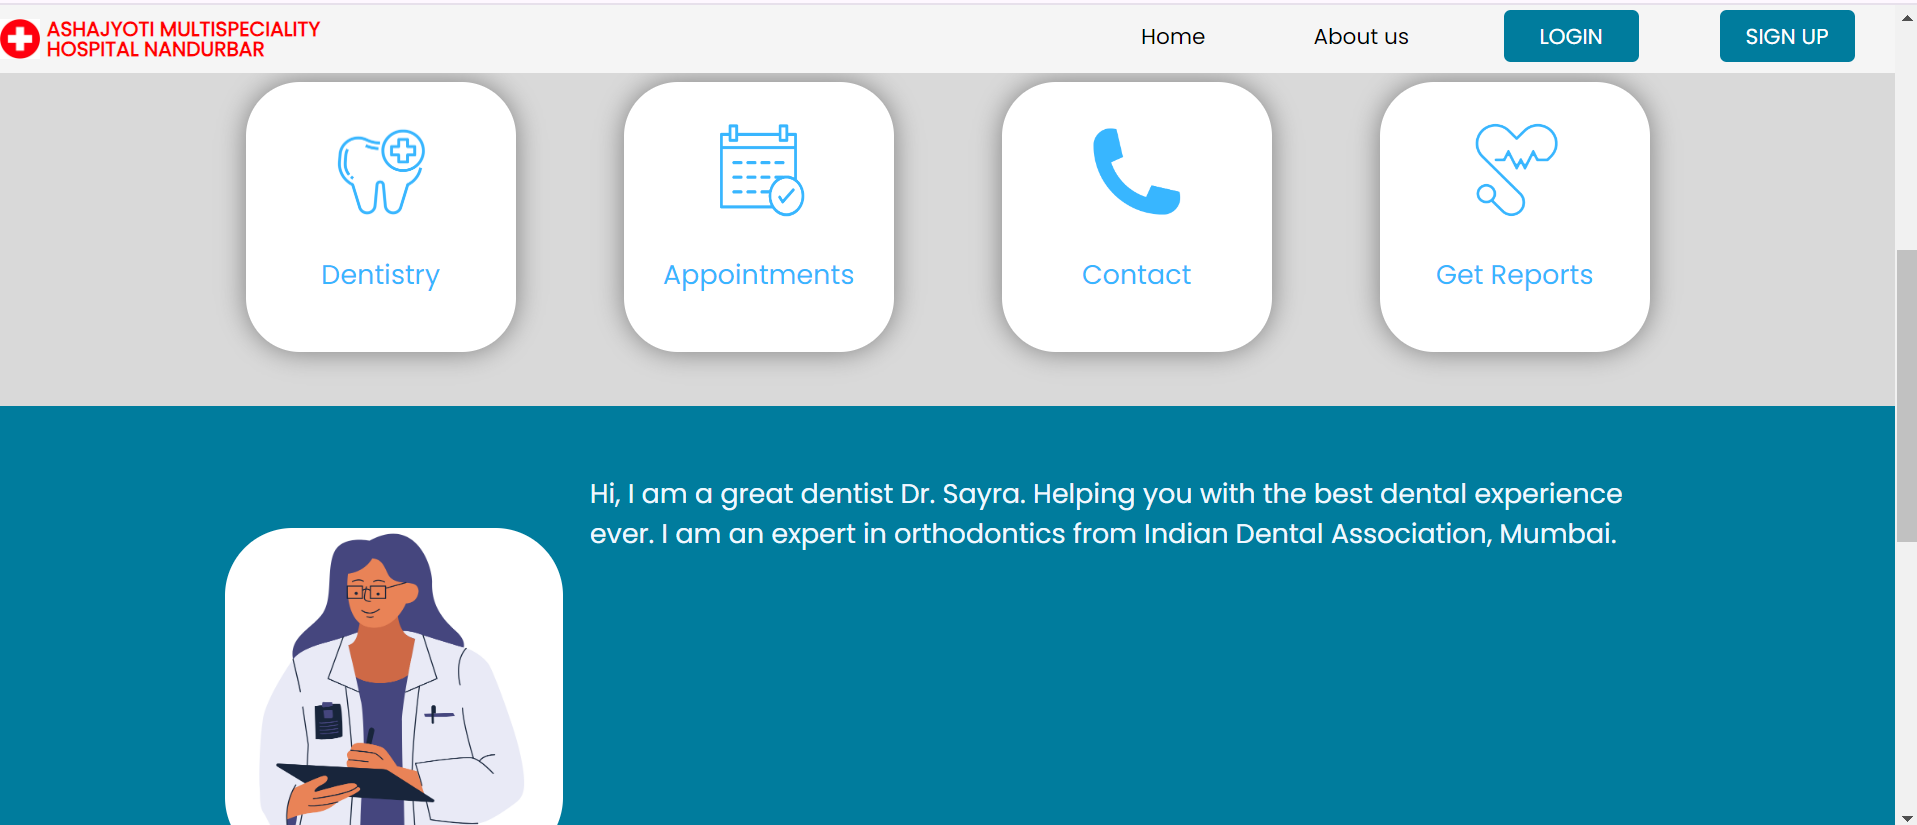 ASHAJYOTI MULTISPECIALITY
HOSPITAL NANDURBAR
Home
About us
LOGIN
SIGN UP
Dentistry
Appointments
Contact
Get Reports
Hi, I am a great dentist Dr. Sayra. Helping you with the best dental experience
ever. I am an expert in orthodontics from Indian Dental Association, Mumbai.